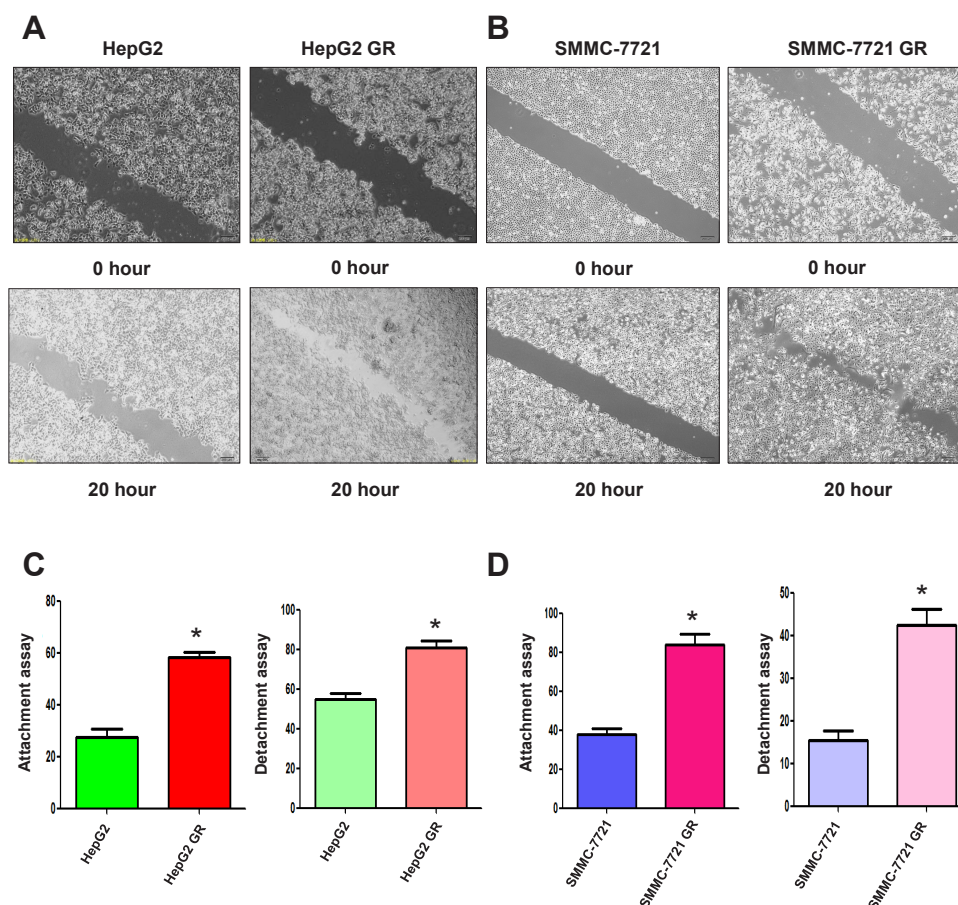 A
B
HepG2
HepG2 GR
SMMC-7721
SMMC-7721 GR
0 hour
0 hour
0 hour
0 hour
20 hour
20 hour
20 hour
20 hour
C
D
Attachment assay
80
60
40
20
0
*
HepG2
HepG2 GR
Detachment assay
100
80
60
40
20
0
*
HepG2
HepG2 GR
Attachment assay
100
80
60
40
20
0
*
SMMC-7721
SMMC-7721 GR
Detachment assay
50
40
30
20
10
0
*
SMMC-7721
SMMC-7721 GR